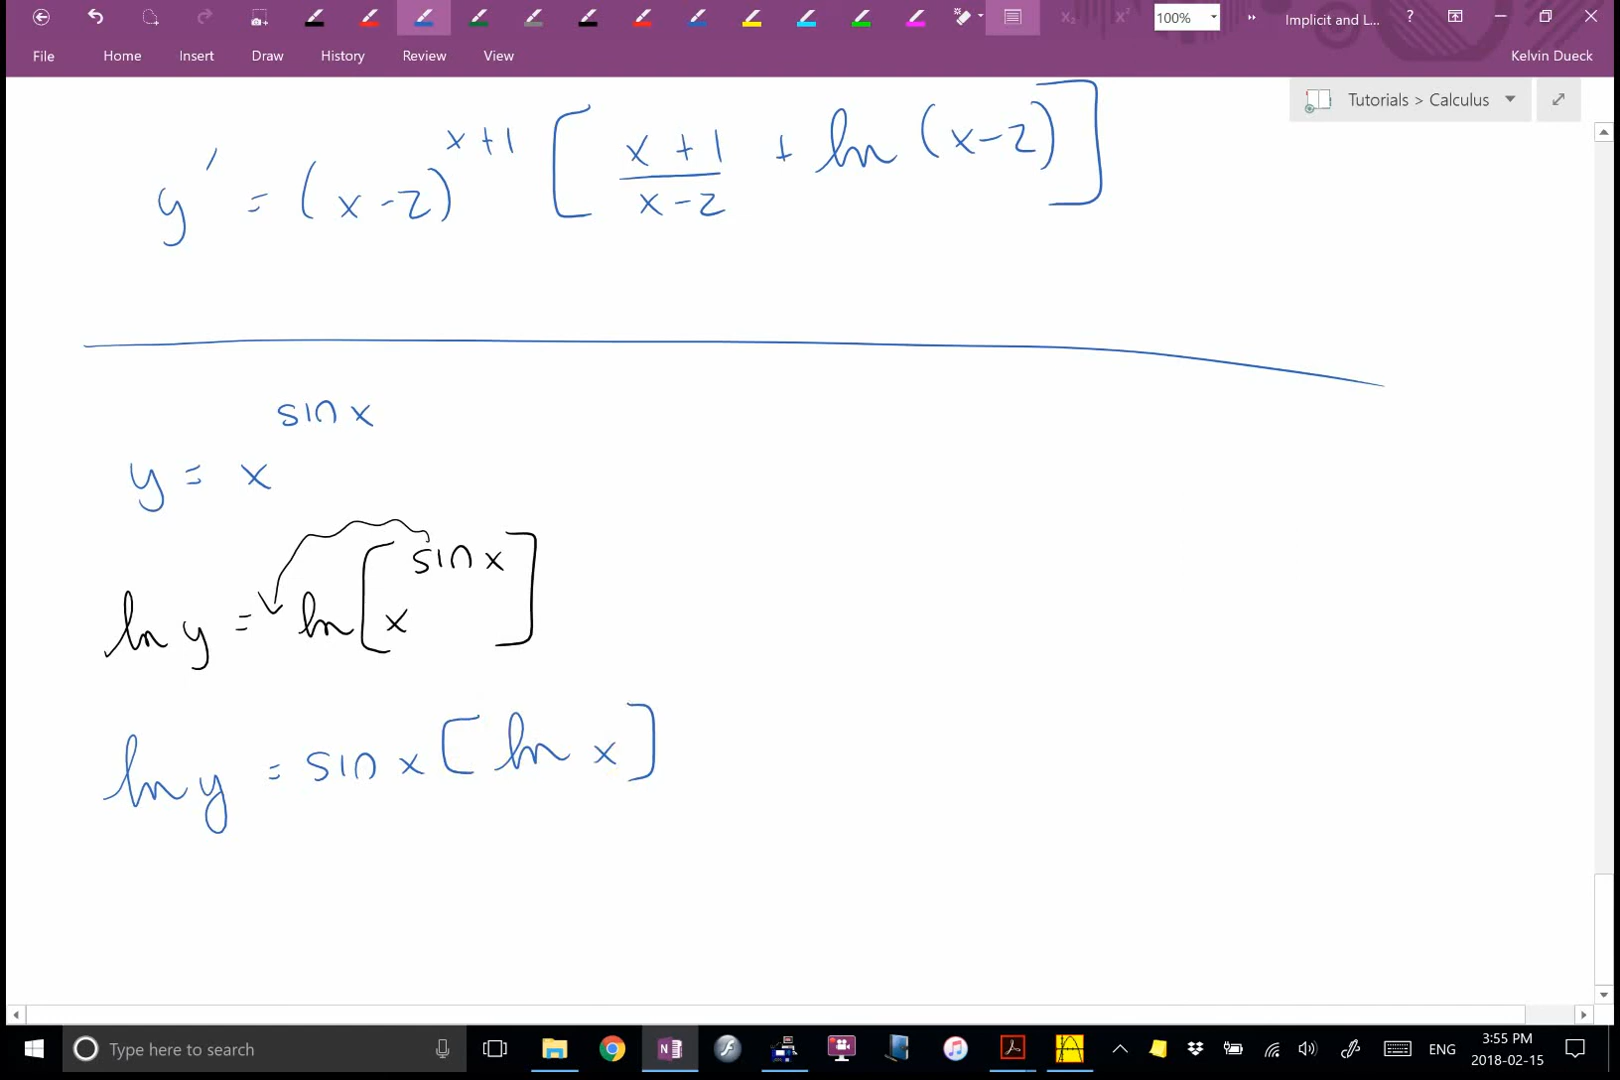 100%
Implicit and L...
?
File Home Insert Draw History Review View
Kelvin Dueck
Tutorials > Calculus
y' = (x-2)^{x+1} [ \frac{x+1}{x-2} + ln (x-2) ]
y = x^{sin x}
ln y = ln [ x^{sin x} ]
ln y = sin x [ ln x ]
Type here to search
ENG
3:55 PM
2018-02-15